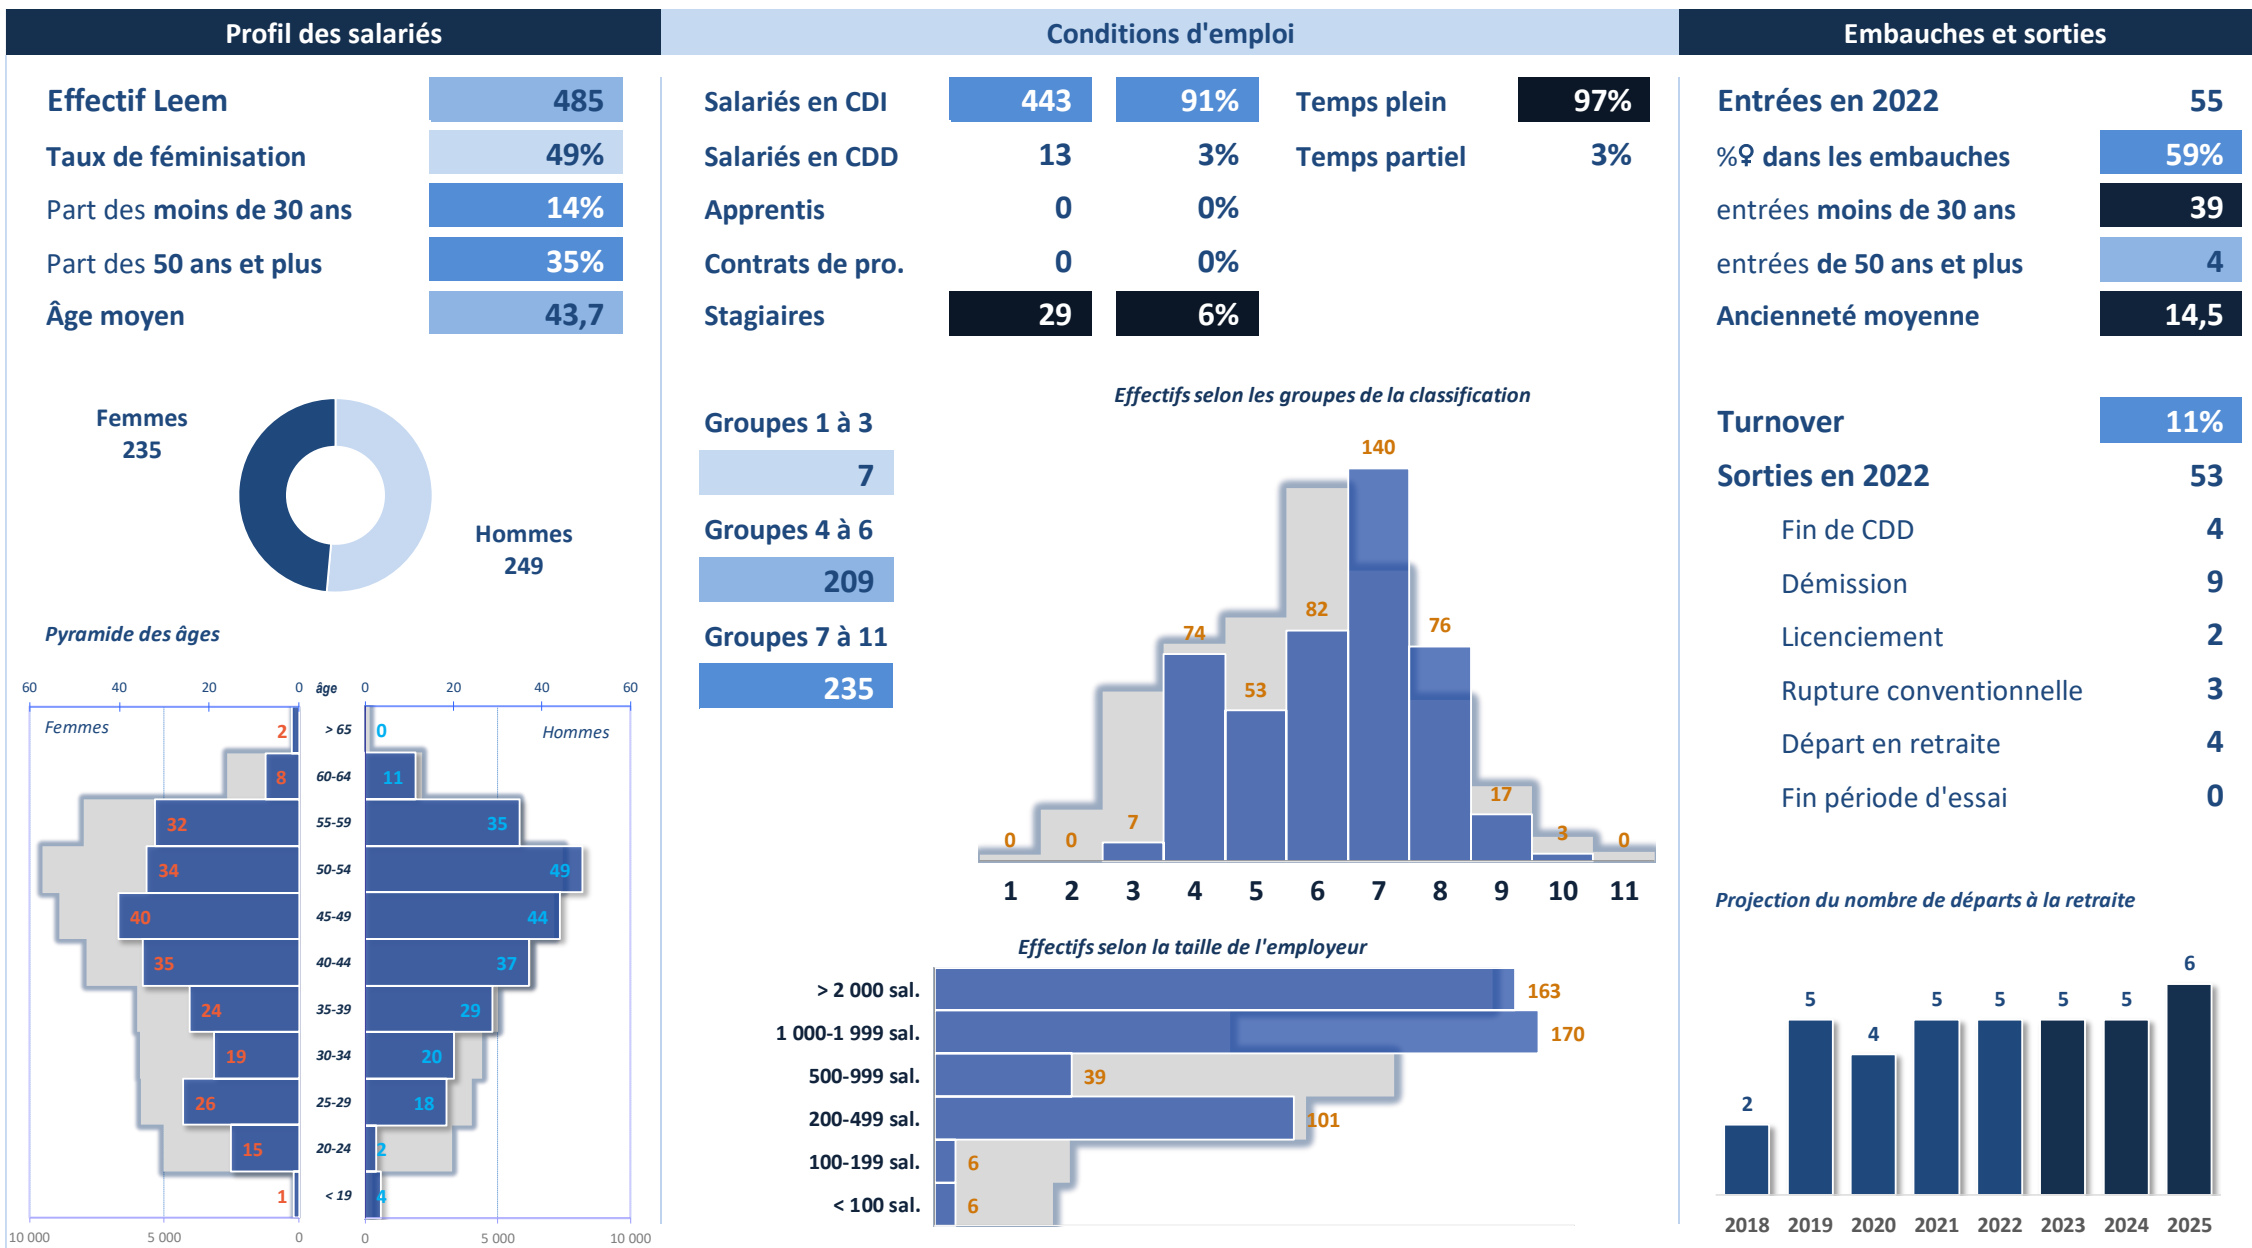 Profil des salariés
Effectif Leem 485
Taux de féminisation 49%
Part des moins de 30 ans 14%
Part des 50 ans et plus 35%
Âge moyen 43,7
Femmes
235
Hommes
249
Pyramide des âges
60 40 20 0 âge 0 20 40 60
Femmes 2 > 65 0 Hommes
8 60-64 11
32 55-59 35
34 50-54 49
40 45-49 44
35 40-44 37
24 35-39 29
19 30-34 20
26 25-29 18
15 20-24 2
1 < 19 4
10 000 5 000 0 0 5 000 10 000
Conditions d'emploi
Salariés en CDI 443 91% Temps plein 97%
Salariés en CDD 13 3% Temps partiel 3%
Apprentis 0 0%
Contrats de pro. 0 0%
Stagiaires 29 6%
Groupes 1 à 3
7
Groupes 4 à 6
209
Groupes 7 à 11
235
Effectifs selon les groupes de la classification
0 0 7 74 53 82 140 76 17 3 0
1 2 3 4 5 6 7 8 9 10 11
Effectifs selon la taille de l'employeur
> 2 000 sal. 163
1 000-1 999 sal. 170
500-999 sal. 39
200-499 sal. 101
100-199 sal. 6
< 100 sal. 6
Embauches et sorties
Entrées en 2022 55
%♀ dans les embauches 59%
entrées moins de 30 ans 39
entrées de 50 ans et plus 4
Ancienneté moyenne 14,5
Turnover 11%
Sorties en 2022 53
Fin de CDD 4
Démission 9
Licenciement 2
Rupture conventionnelle 3
Départ en retraite 4
Fin période d'essai 0
Projection du nombre de départs à la retraite
2 5 4 5 5 5 5 6
2018 2019 2020 2021 2022 2023 2024 2025